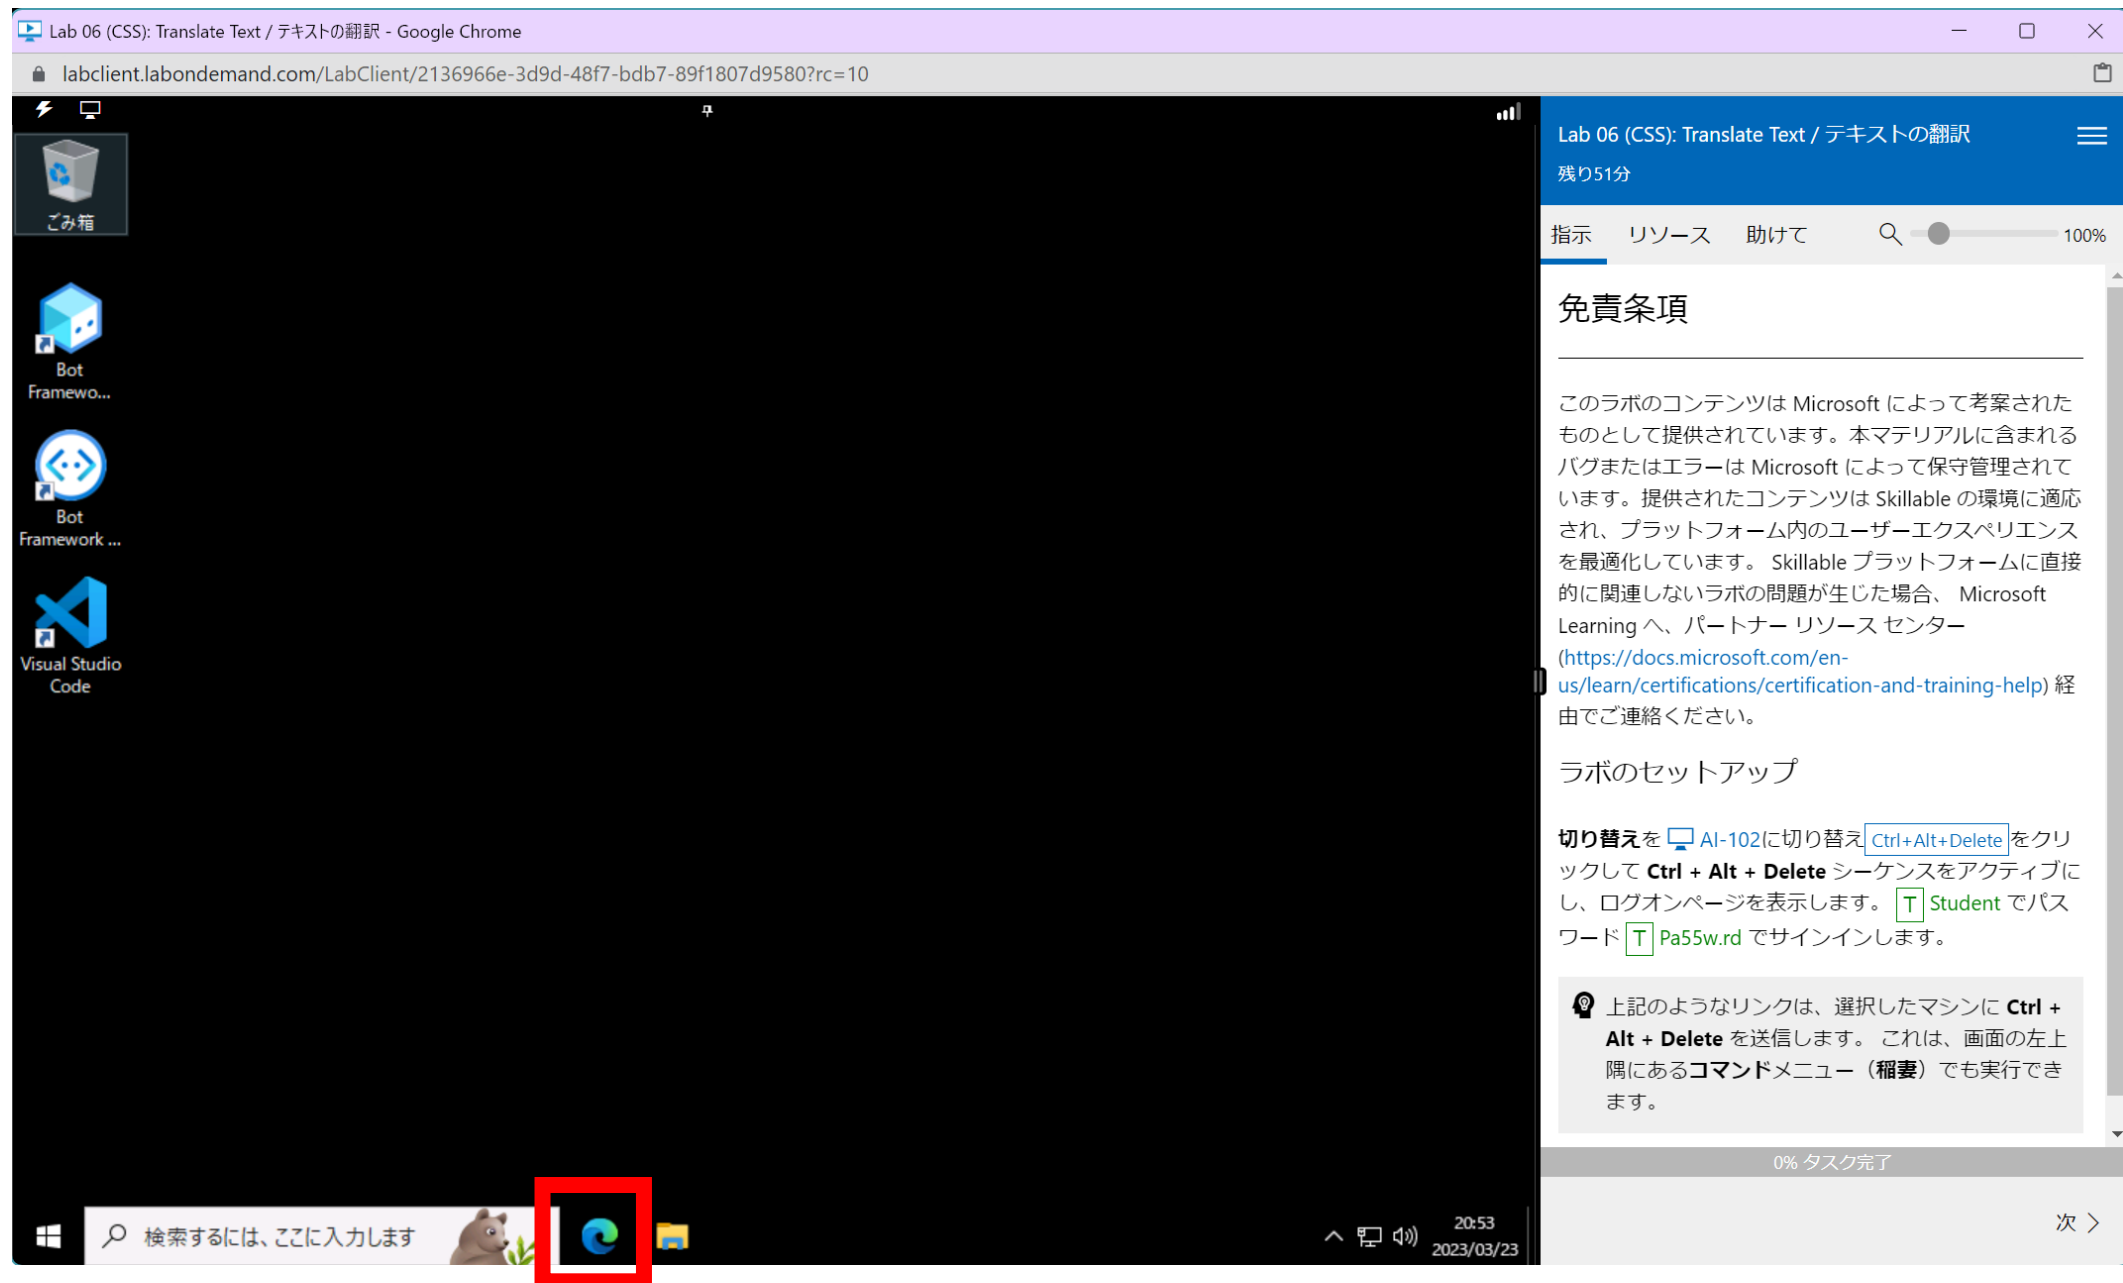 Lab 06 (CSS): Translate Text / テキストの翻訳 - Google Chrome
labclient.labondemand.com/LabClient/2136966e-3d9d-48f7-bdb7-89f1807d9580?rc=10
ごみ箱
Bot
Framewo...
Bot
Framework ...
Visual Studio
Code
検索するには、ここに入力します
20:53
2023/03/23
Lab 06 (CSS): Translate Text / テキストの翻訳
残り51分
指示 リソース 助けて 100%
免責条項
このラボのコンテンツは Microsoft によって考案された
ものとして提供されています。本マテリアルに含まれる
バグまたはエラーは Microsoft によって保守管理されて
います。提供されたコンテンツは Skillable の環境に適応
され、プラットフォーム内のユーザーエクスペリエンス
を最適化しています。 Skillable プラットフォームに直接
的に関連しないラボの問題が生じた場合、 Microsoft
Learning へ、パートナー リソース センター
(https://docs.microsoft.com/en-
us/learn/certifications/certification-and-training-help) 経
由でご連絡ください。
ラボのセットアップ
切り替えを AI-102に切り替え Ctrl+Alt+Delete をクリ
ックして Ctrl + Alt + Delete シーケンスをアクティブに
し、ログオンページを表示します。 T Student でパス
ワード T Pa55w.rd でサインインします。
上記のようなリンクは、選択したマシンに Ctrl +
Alt + Delete を送信します。 これは、画面の左上
隅にあるコマンドメニュー（稲妻）でも実行でき
ます。
0% タスク完了
次